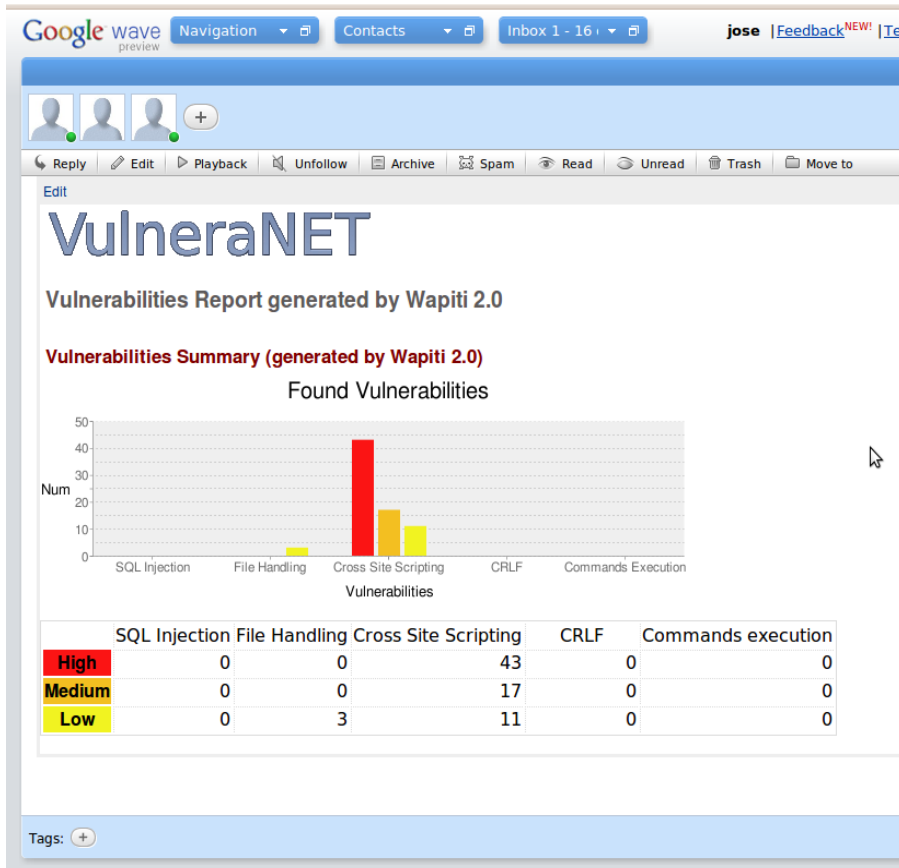 Google wave Navigation Contacts Inbox 1 - 16 jose |Feedback NEW! |Te
preview
Reply Edit Playback Unfollow Archive Spam Read Unread Trash Move to
Edit
VulneraNET
Vulnerabilities Report generated by Wapiti 2.0
Vulnerabilities Summary (generated by Wapiti 2.0)
Found Vulnerabilities
50
40
30
Num
20
10
0
SQL Injection File Handling Cross Site Scripting CRLF Commands Execution
Vulnerabilities
SQL Injection File Handling Cross Site Scripting CRLF Commands execution
High 0 0 43 0 0
Medium 0 0 17 0 0
Low 0 3 11 0 0
Tags: